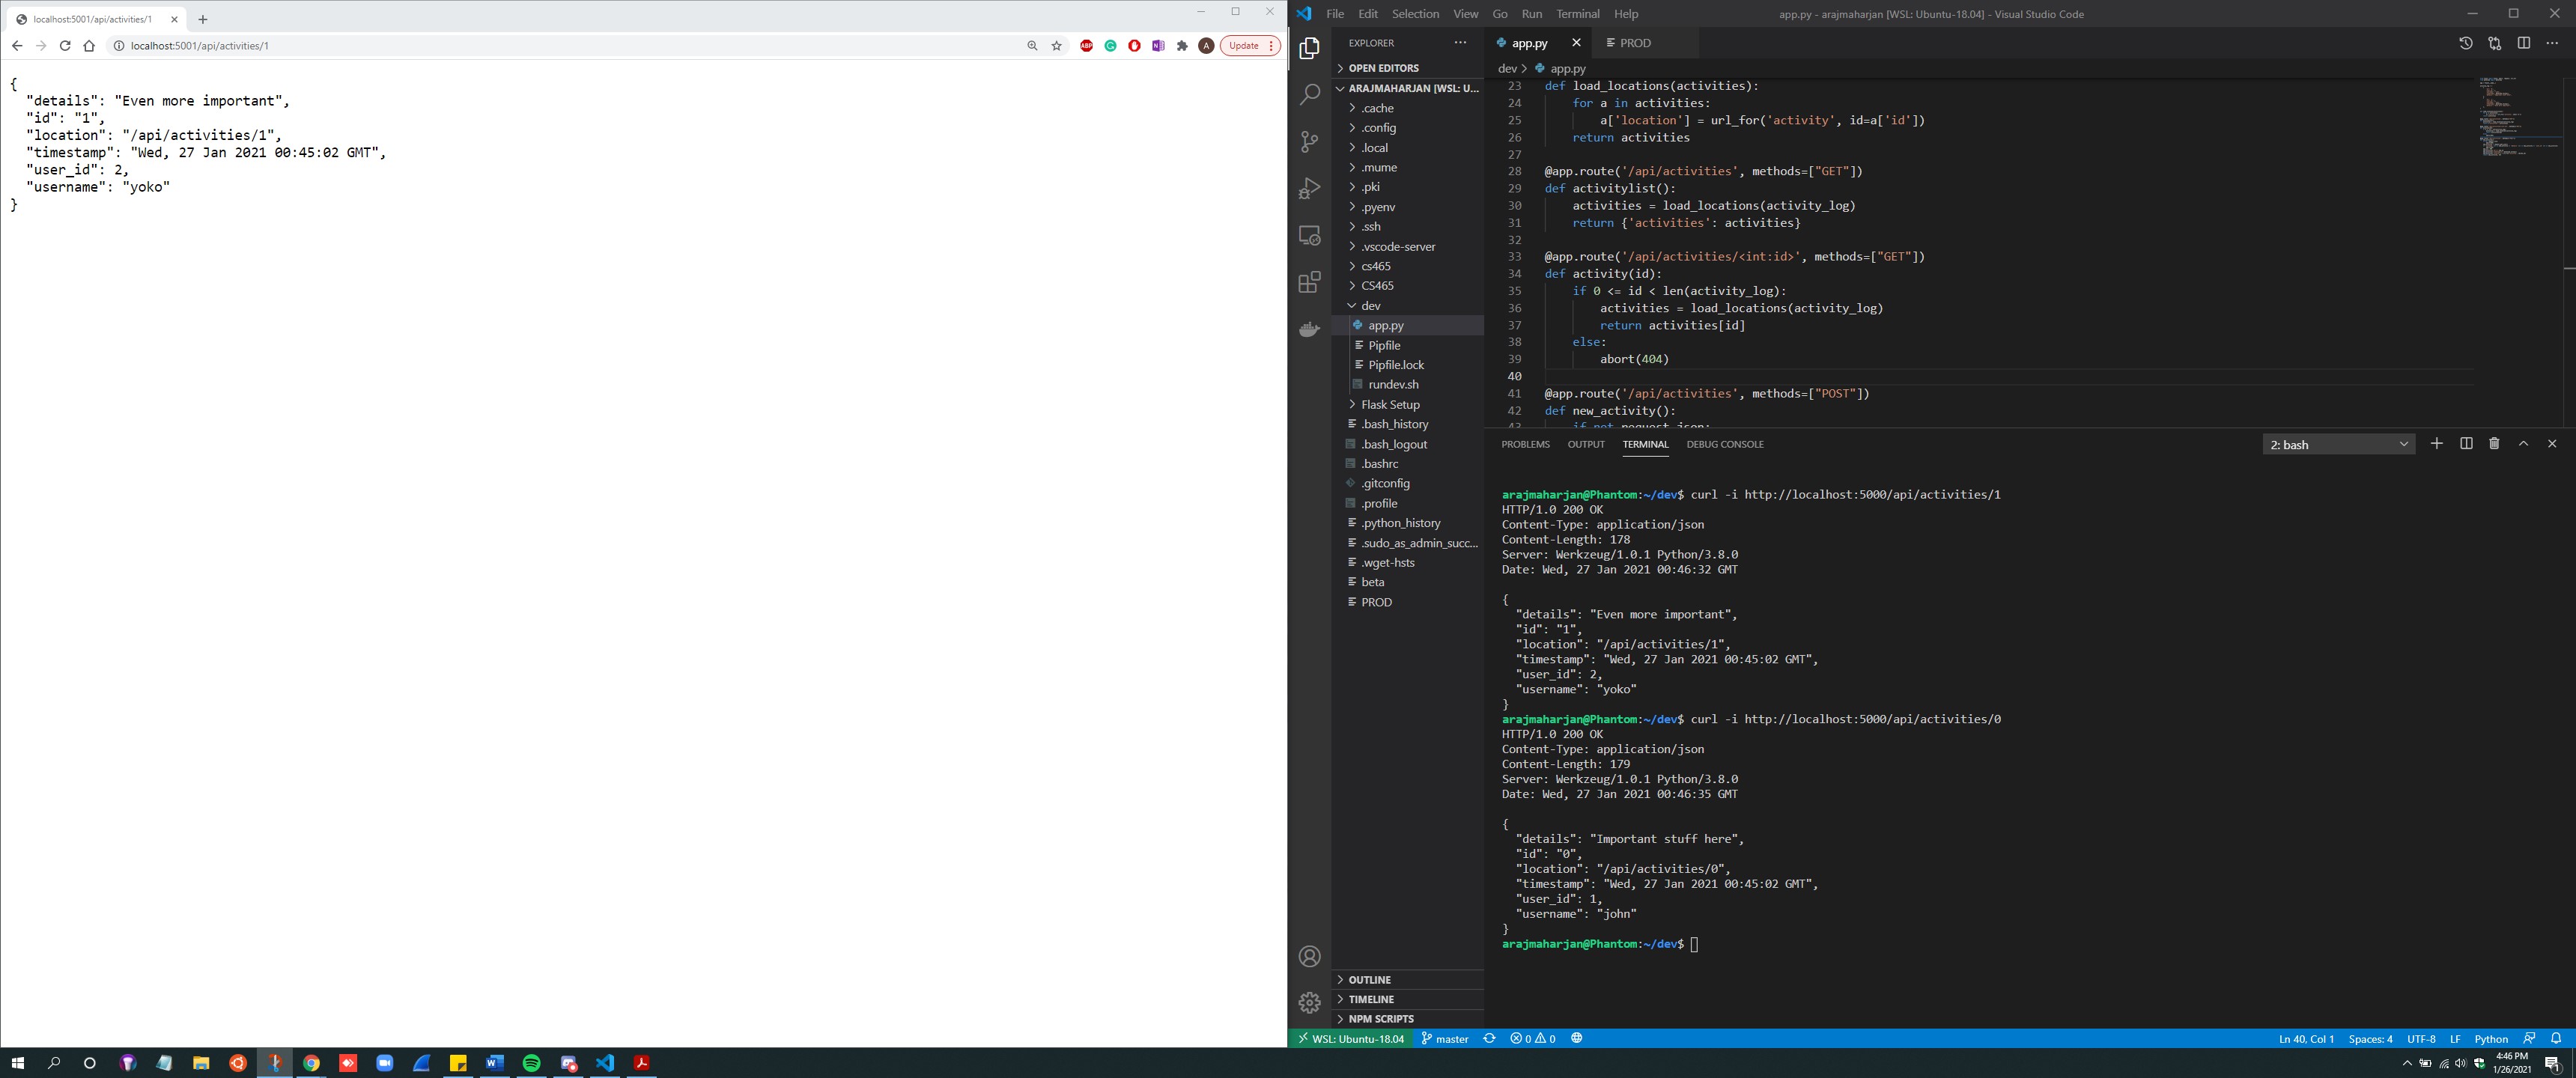 localhost:5001/api/activities/1
localhost:5001/api/activities/1
ABP
N
A
Update
{
"details": "Even more important",
"id": "1",
"location": "/api/activities/1",
"timestamp": "Wed, 27 Jan 2021 00:45:02 GMT",
"user_id": 2,
"username": "yoko"
}
File Edit Selection View Go Run Terminal Help
app.py - arajmaharjan [WSL: Ubuntu-18.04] - Visual Studio Code
EXPLORER
OPEN EDITORS
ARAJMAHARJAN [WSL: U...
.cache
.config
.local
.mume
.pki
.pyenv
.ssh
.vscode-server
cs465
CS465
dev
app.py
Pipfile
Pipfile.lock
rundev.sh
Flask Setup
.bash_history
.bash_logout
.bashrc
.gitconfig
.profile
.python_history
.sudo_as_admin_succ...
.wget-hsts
beta
PROD
OUTLINE
TIMELINE
NPM SCRIPTS
app.py
PROD
dev > app.py
23 def load_locations(activities):
24 for a in activities:
25 a['location'] = url_for('activity', id=a['id'])
26 return activities
27
28 @app.route('/api/activities', methods=["GET"])
29 def activitylist():
30 activities = load_locations(activity_log)
31 return {'activities': activities}
32
33 @app.route('/api/activities/<int:id>', methods=["GET"])
34 def activity(id):
35 if 0 <= id < len(activity_log):
36 activities = load_locations(activity_log)
37 return activities[id]
38 else:
39 abort(404)
40
41 @app.route('/api/activities', methods=["POST"])
42 def new_activity():
43 if not request.json:
PROBLEMS OUTPUT TERMINAL DEBUG CONSOLE
2: bash
arajmaharjan@Phantom:~/dev$ curl -i http://localhost:5000/api/activities/1
HTTP/1.0 200 OK
Content-Type: application/json
Content-Length: 178
Server: Werkzeug/1.0.1 Python/3.8.0
Date: Wed, 27 Jan 2021 00:46:32 GMT
{
"details": "Even more important",
"id": "1",
"location": "/api/activities/1",
"timestamp": "Wed, 27 Jan 2021 00:45:02 GMT",
"user_id": 2,
"username": "yoko"
}
arajmaharjan@Phantom:~/dev$ curl -i http://localhost:5000/api/activities/0
HTTP/1.0 200 OK
Content-Type: application/json
Content-Length: 179
Server: Werkzeug/1.0.1 Python/3.8.0
Date: Wed, 27 Jan 2021 00:46:35 GMT
{
"details": "Important stuff here",
"id": "0",
"location": "/api/activities/0",
"timestamp": "Wed, 27 Jan 2021 00:45:02 GMT",
"user_id": 1,
"username": "john"
}
arajmaharjan@Phantom:~/dev$
WSL: Ubuntu-18.04 master 0 0
Ln 40, Col 1 Spaces: 4 UTF-8 LF Python
4:46 PM
1/26/2021